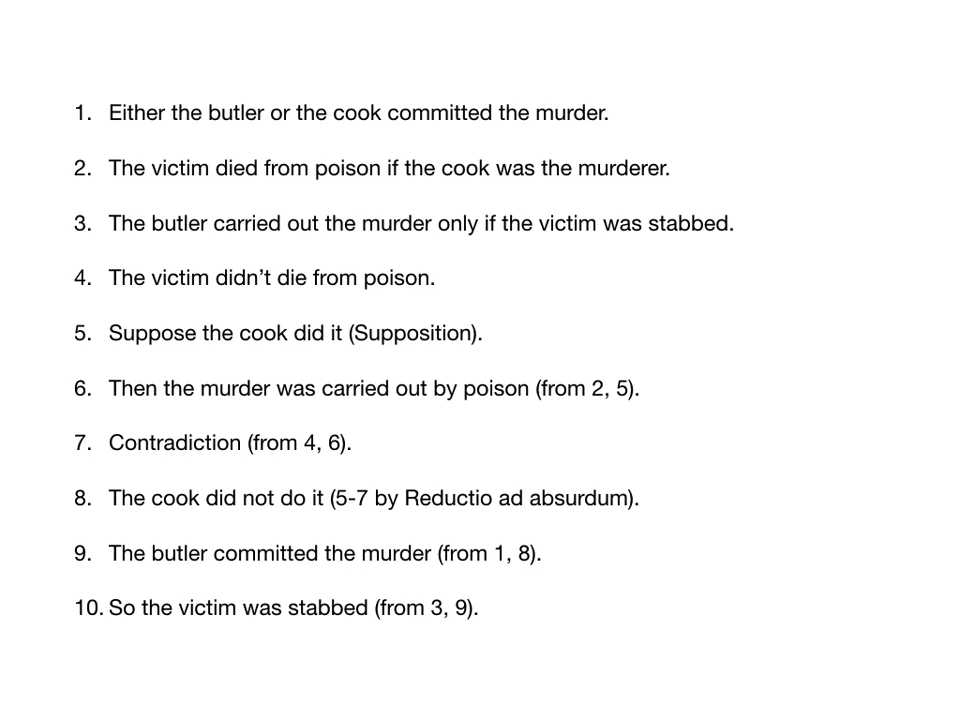 1. Either the butler or the cook committed the murder.
2. The victim died from poison if the cook was the murderer.
3. The butler carried out the murder only if the victim was stabbed.
4. The victim didn’t die from poison.
5. Suppose the cook did it (Supposition).
6. Then the murder was carried out by poison (from 2, 5).
7. Contradiction (from 4, 6).
8. The cook did not do it (5-7 by Reductio ad absurdum).
9. The butler committed the murder (from 1, 8).
10. So the victim was stabbed (from 3, 9).